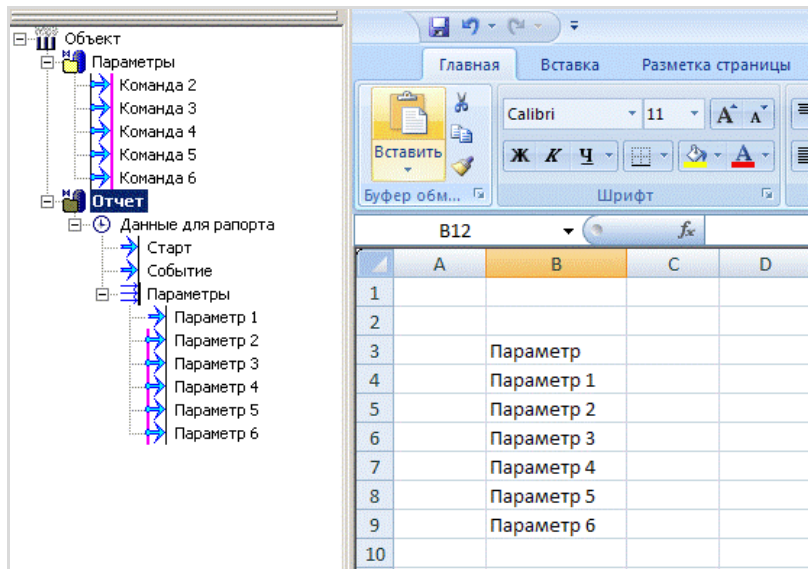 Объект
Параметры
Команда 2
Команда 3
Команда 4
Команда 5
Команда 6
Отчет
Данные для рапорта
Старт
Событие
Параметры
Параметр 1
Параметр 2
Параметр 3
Параметр 4
Параметр 5
Параметр 6
Главная Вставка Разметка страницы
Calibri 11 A A
Вставить
Ж К Ч А
Буфер обм... Шрифт
B12 fx
A B C D
1
2
3 Параметр
4 Параметр 1
5 Параметр 2
6 Параметр 3
7 Параметр 4
8 Параметр 5
9 Параметр 6
10